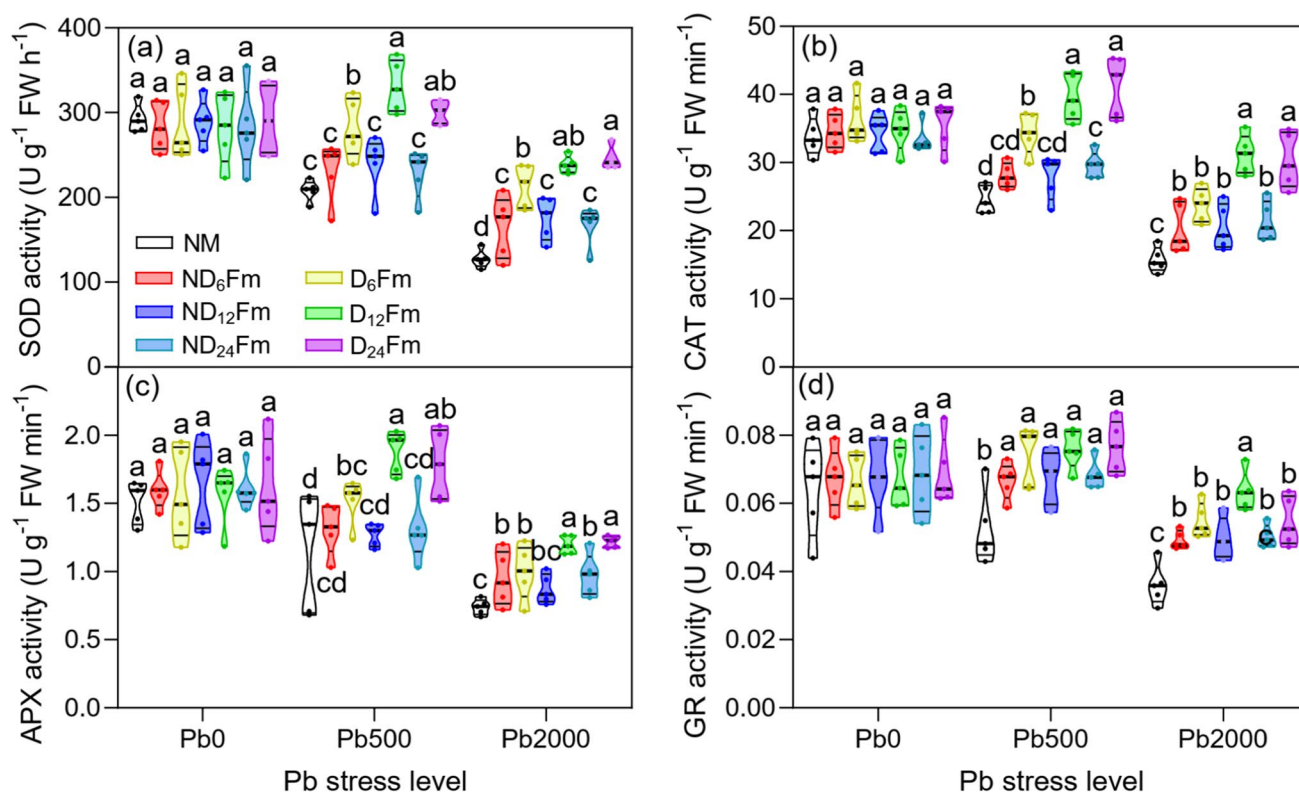 (a)
SOD activity (U g⁻¹ FW h⁻¹)
400
300
200
100
0
a a a a a a
c c b c a c ab
d c b c ab c a
NM
ND₆Fm D₆Fm
ND₁₂Fm D₁₂Fm
ND₂₄Fm D₂₄Fm
(b)
CAT activity (U g⁻¹ FW min⁻¹)
50
40
30
20
10
0
a a a a a a a
d cd b cd a c a
c b b b a b a
(c)
APX activity (U g⁻¹ FW min⁻¹)
2.0
1.5
1.0
0.5
0.0
a a a a a a a
d cd bc cd a cd ab
c b b bc a b a
Pb0 Pb500 Pb2000
Pb stress level
(d)
GR activity (U g⁻¹ FW min⁻¹)
0.08
0.06
0.04
0.02
0.00
a a a a a a a
b a a a a a a
c b b b a b
Pb0 Pb500 Pb2000
Pb stress level